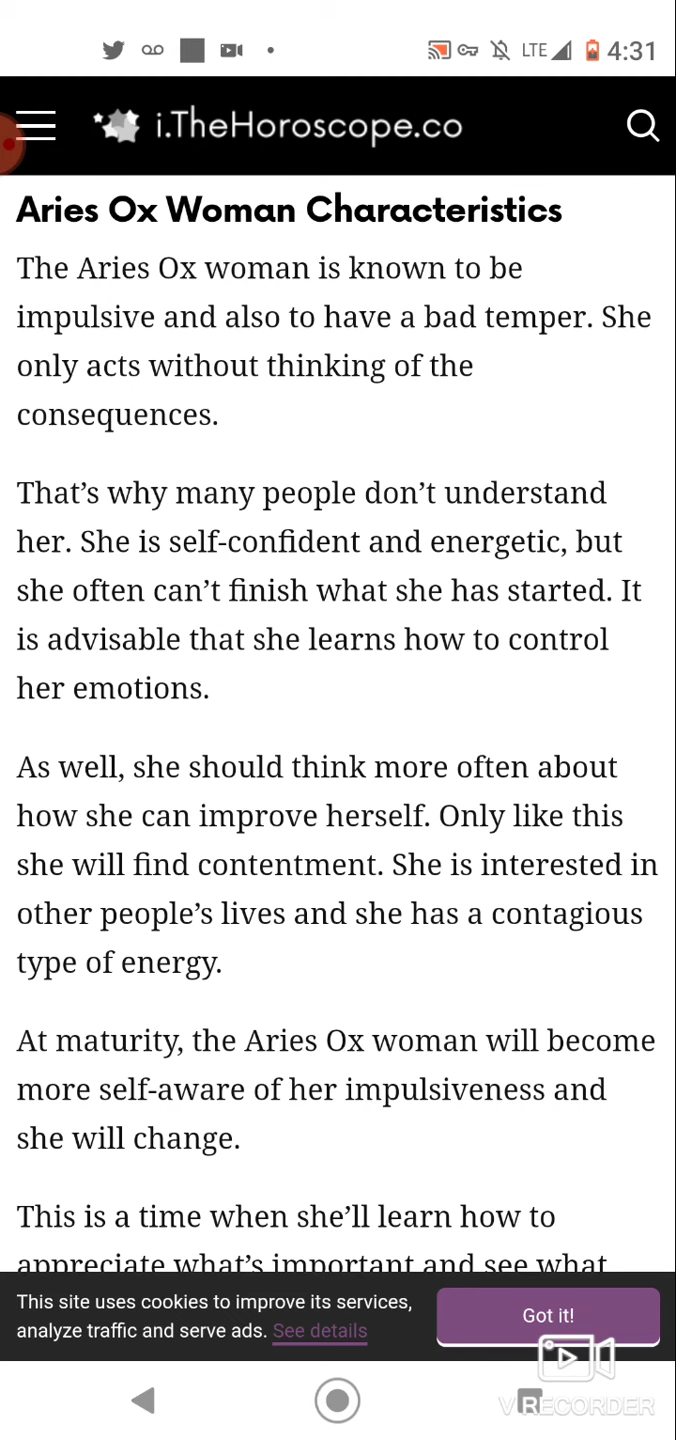 LTE 4:31
i.TheHoroscope.co
Aries Ox Woman Characteristics
The Aries Ox woman is known to be
impulsive and also to have a bad temper. She
only acts without thinking of the
consequences.
That’s why many people don’t understand
her. She is self-confident and energetic, but
she often can’t finish what she has started. It
is advisable that she learns how to control
her emotions.
As well, she should think more often about
how she can improve herself. Only like this
she will find contentment. She is interested in
other people’s lives and she has a contagious
type of energy.
At maturity, the Aries Ox woman will become
more self-aware of her impulsiveness and
she will change.
This is a time when she’ll learn how to
appreciate what’s important and see what
This site uses cookies to improve its services,
analyze traffic and serve ads. See details
Got it!
VRECORDER